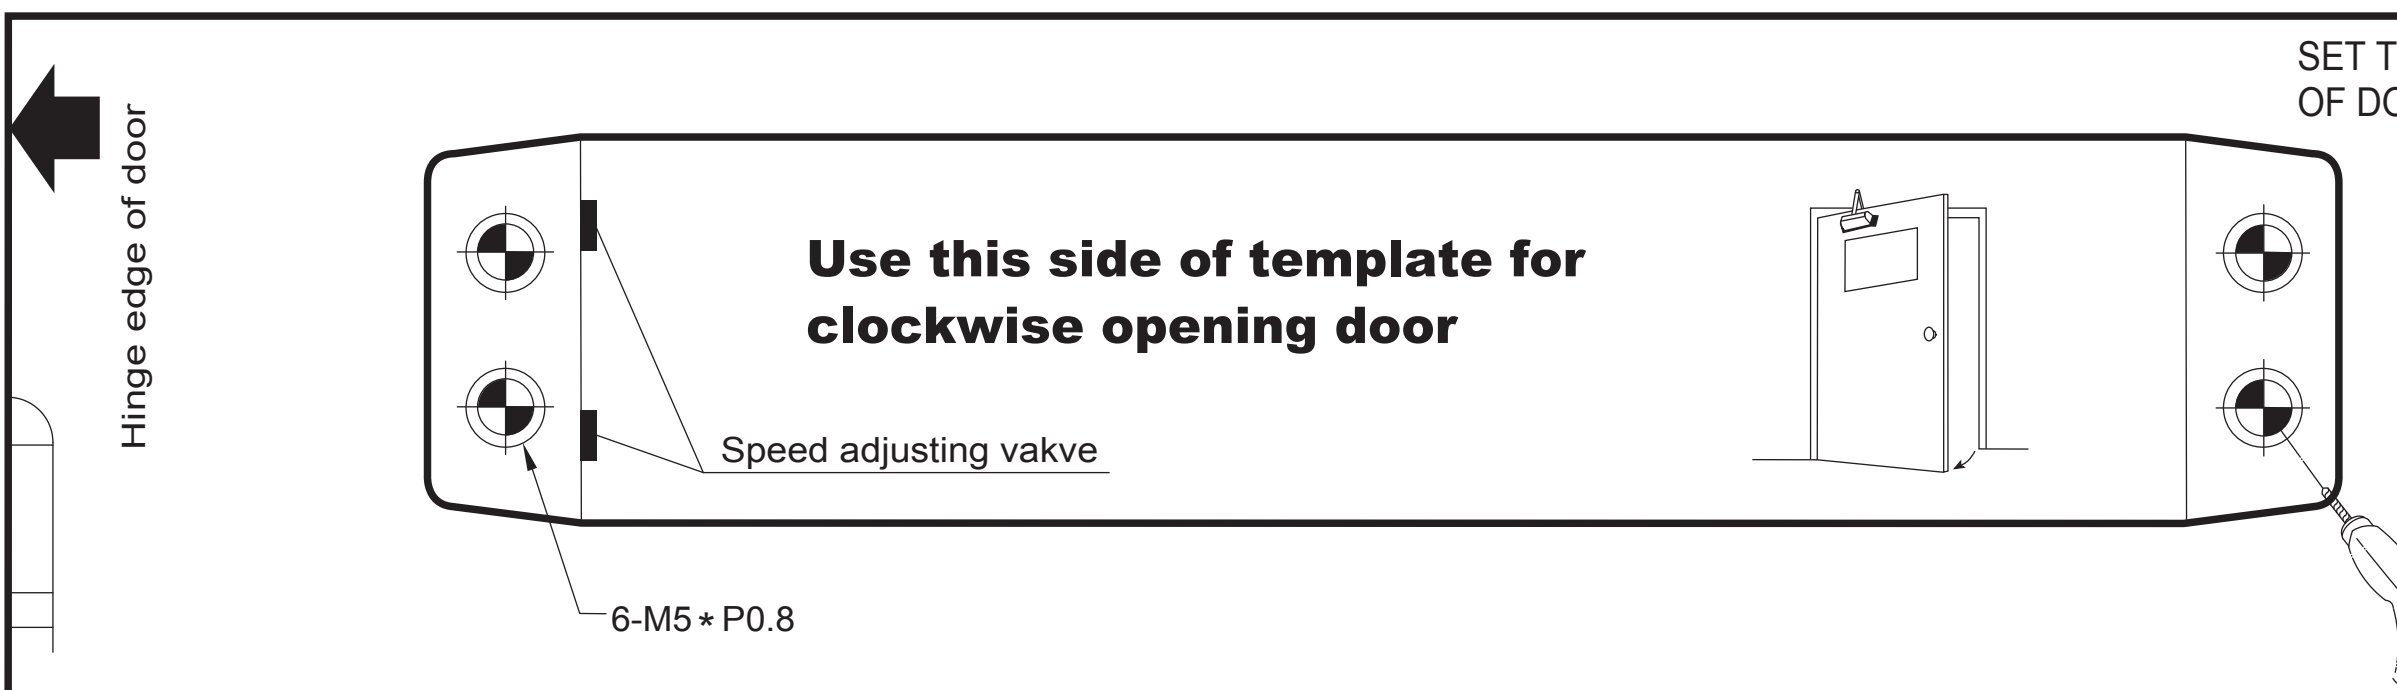 SET T
OF DO
Hinge edge of door
Use this side of template for
clockwise opening door
Speed adjusting vakve
6-M5*P0.8